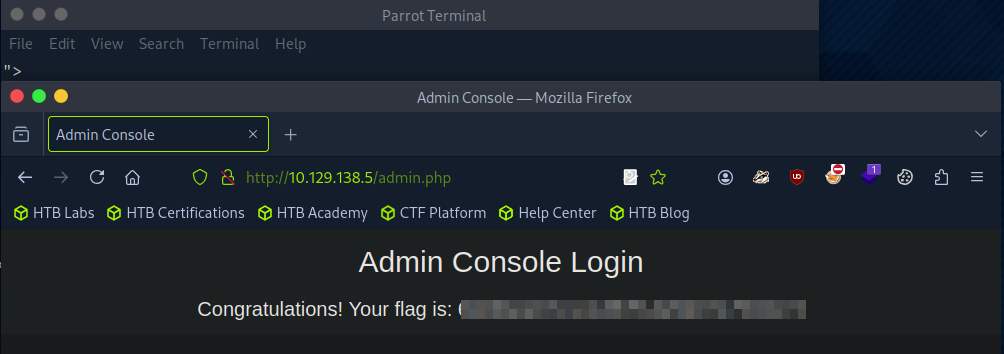 Parrot Terminal
File Edit View Search Terminal Help
">
Admin Console — Mozilla Firefox
Admin Console
http://10.129.138.5/admin.php
1
HTB Labs HTB Certifications HTB Academy CTF Platform Help Center HTB Blog
Admin Console Login
Congratulations! Your flag is: